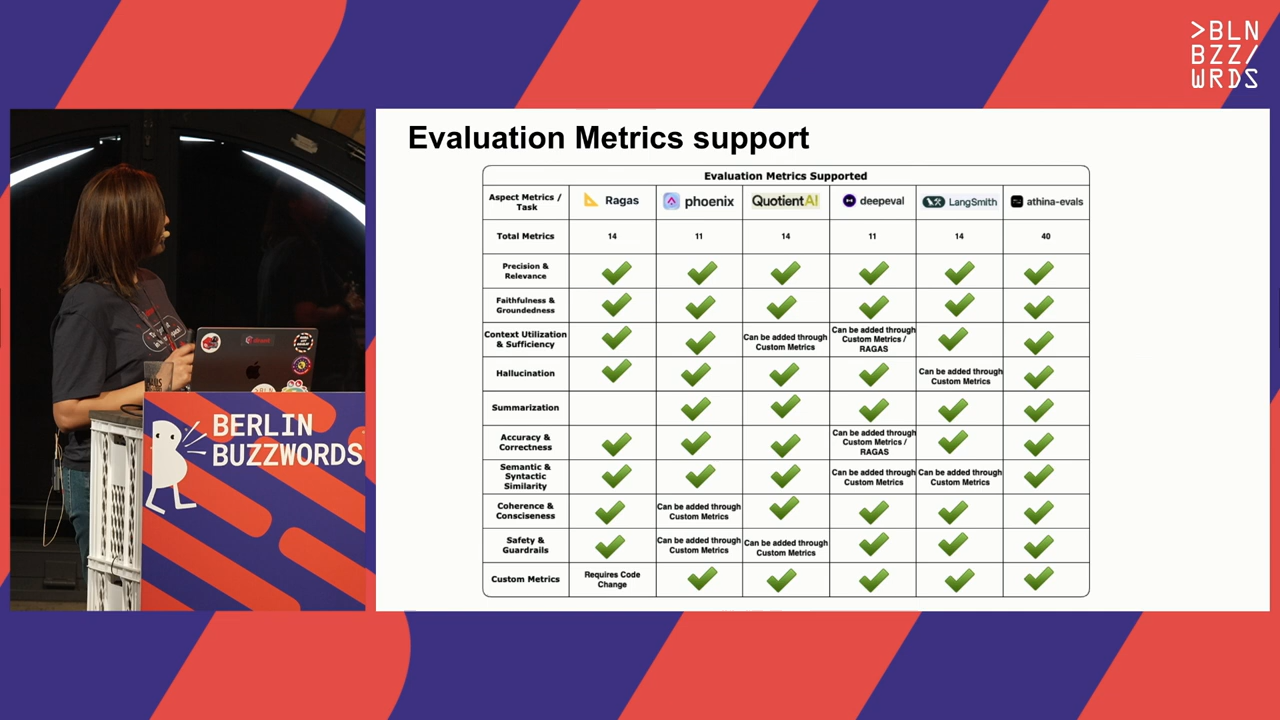 >BLN
BZZ/
WRDS
Evaluation Metrics support
Evaluation Metrics Supported
Aspect Metrics /
Task
Ragas
phoenix
QuotientAI
deepeval
LangSmith
athina-evals
Total Metrics
14
11
14
11
14
40
Precision &
Relevance
Faithfulness &
Groundedness
Context Utilization
& Sufficiency
Can be added through
Custom Metrics
Can be added through
Custom Metrics /
RAGAS
Hallucination
Can be added through
Custom Metrics
Summarization
Accuracy &
Correctness
Can be added through
Custom Metrics /
RAGAS
Semantic &
Syntactic
Similarity
Can be added through
Custom Metrics
Can be added through
Custom Metrics
Coherence &
Consciseness
Can be added through
Custom Metrics
Safety &
Guardrails
Can be added through
Custom Metrics
Can be added through
Custom Metrics
Custom Metrics
Requires Code
Change
BERLIN
BUZZWORDS